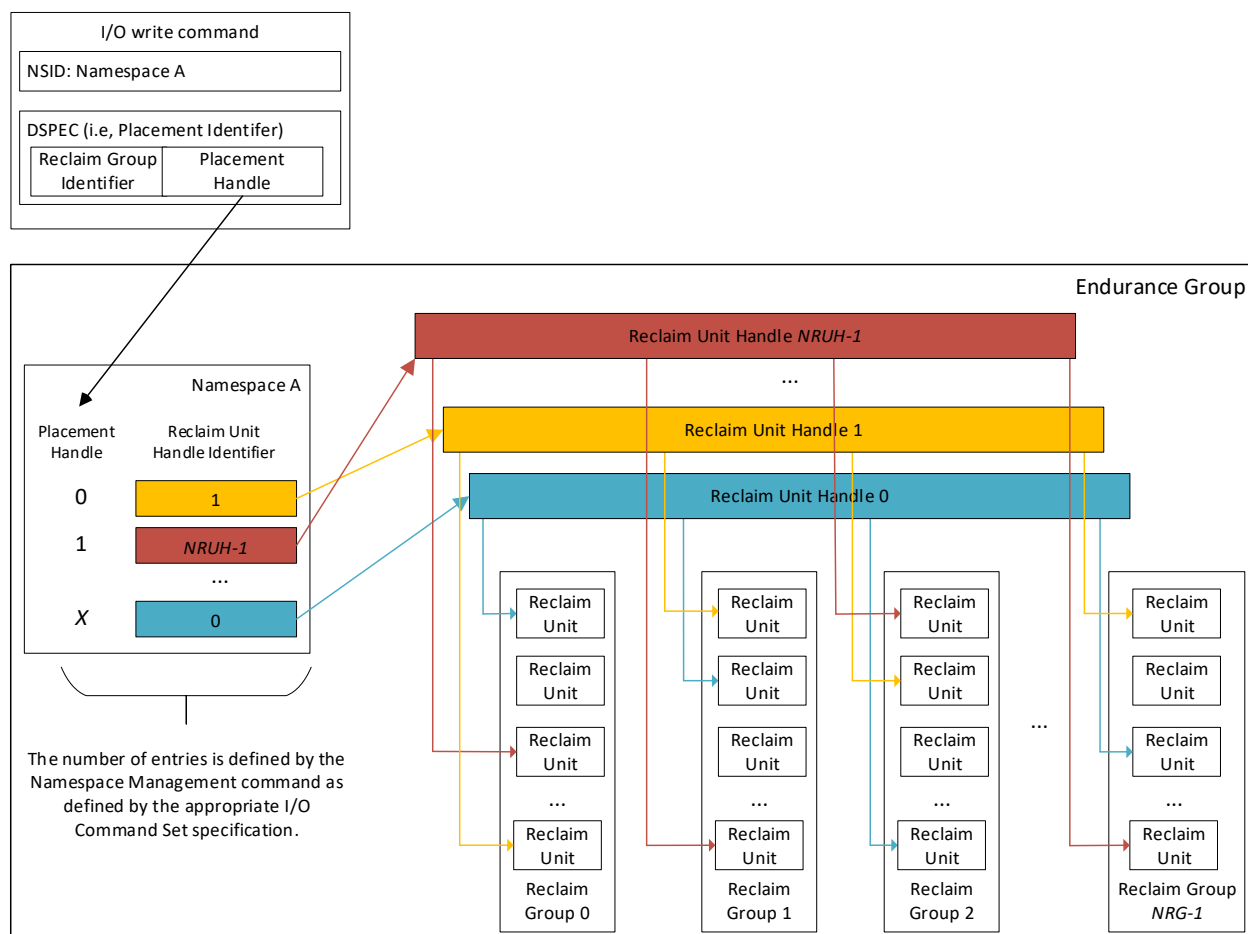 I/O write command
NSID: Namespace A
DSPEC (i.e, Placement Identifer)
Reclaim Group
Identifier
Placement
Handle
Endurance Group
Reclaim Unit Handle NRUH-1
...
Reclaim Unit Handle 1
Reclaim Unit Handle 0
Namespace A
Placement
Handle
Reclaim Unit
Handle Identifier
0
1
1
NRUH-1
...
X
0
The number of entries is defined by the
Namespace Management command as
defined by the appropriate I/O
Command Set specification.
Reclaim
Unit
Reclaim
Unit
Reclaim
Unit
...
Reclaim
Unit
Reclaim
Group 0
Reclaim
Unit
Reclaim
Unit
Reclaim
Unit
...
Reclaim
Unit
Reclaim
Group 1
Reclaim
Unit
Reclaim
Unit
Reclaim
Unit
...
Reclaim
Unit
Reclaim
Group 2
...
Reclaim
Unit
Reclaim
Unit
Reclaim
Unit
...
Reclaim
Unit
Reclaim Group
NRG-1